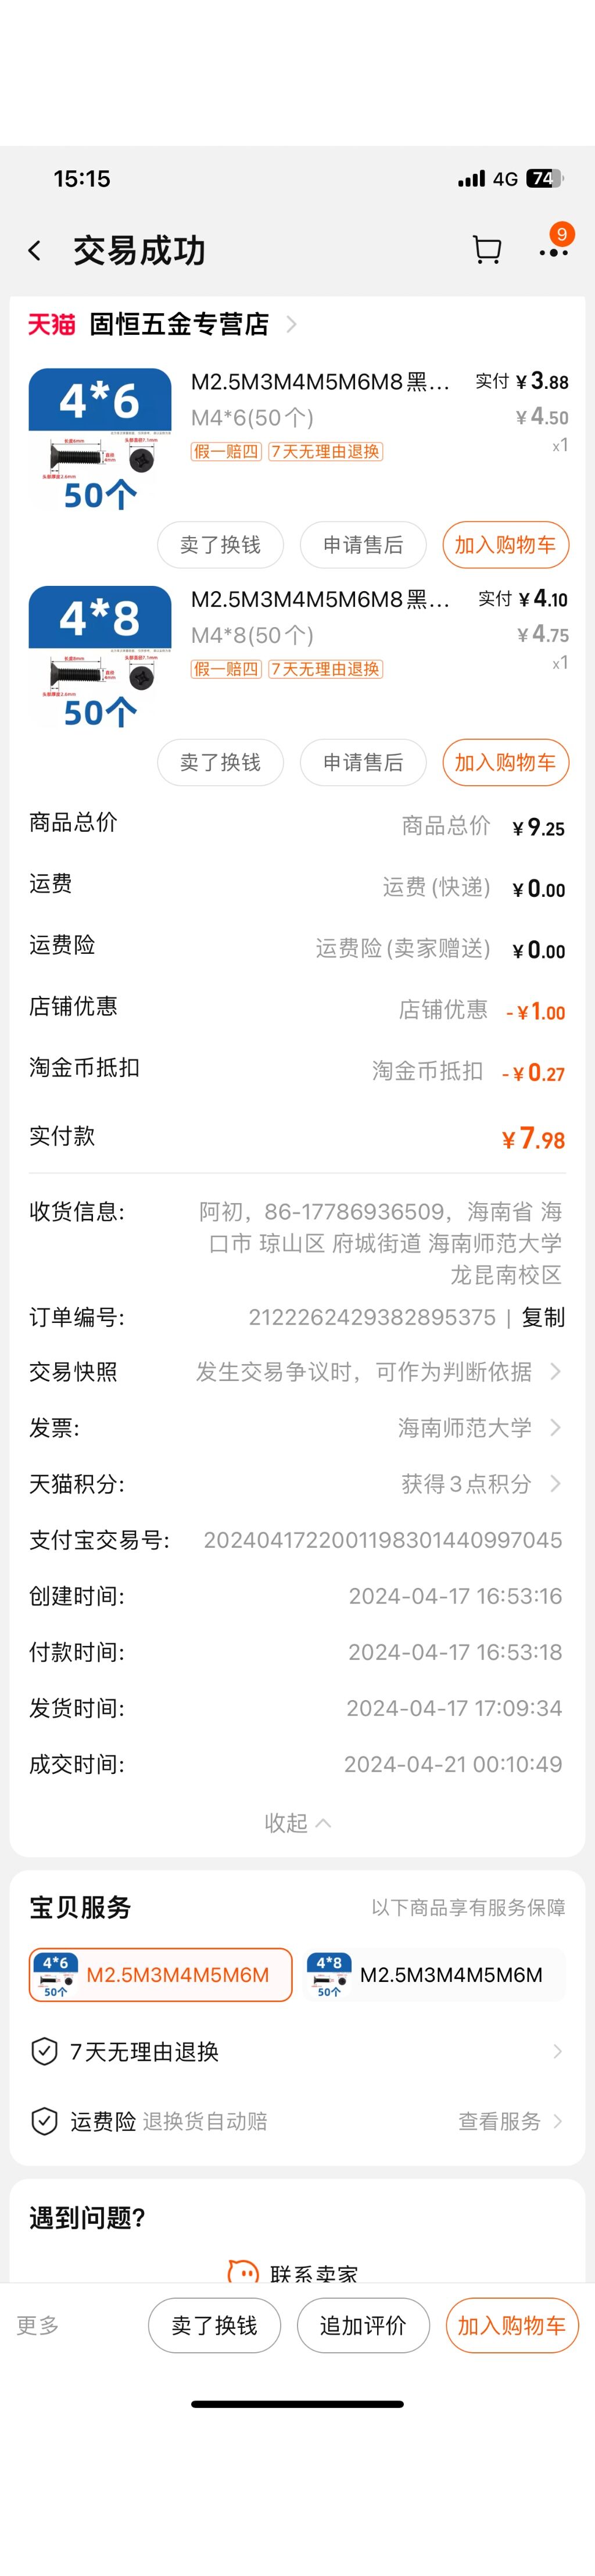 15:15
4G 74
交易成功
9
天猫 固恒五金专营店
4*6
50个
M2.5M3M4M5M6M8黑... 实付 ¥3.88
M4*6(50个) ¥4.50
假一赔四 7天无理由退换 x1
卖了换钱 申请售后 加入购物车
4*8
50个
M2.5M3M4M5M6M8黑... 实付 ¥4.10
M4*8(50个) ¥4.75
假一赔四 7天无理由退换 x1
卖了换钱 申请售后 加入购物车
商品总价 商品总价 ¥9.25
运费 运费(快递) ¥0.00
运费险 运费险(卖家赠送) ¥0.00
店铺优惠 店铺优惠 -¥1.00
淘金币抵扣 淘金币抵扣 -¥0.27
实付款 ¥7.98
收货信息: 阿初，86-17786936509，海南省 海
口市 琼山区 府城街道 海南师范大学
龙昆南校区
订单编号: 2122262429382895375 | 复制
交易快照 发生交易争议时，可作为判断依据
发票: 海南师范大学
天猫积分: 获得3点积分
支付宝交易号: 2024041722001198301440997045
创建时间: 2024-04-17 16:53:16
付款时间: 2024-04-17 16:53:18
发货时间: 2024-04-17 17:09:34
成交时间: 2024-04-21 00:10:49
收起
宝贝服务 以下商品享有服务保障
4*6 50个 M2.5M3M4M5M6M 4*8 50个 M2.5M3M4M5M6M
7天无理由退换
运费险 退换货自动赔 查看服务
遇到问题?
联系卖家
更多 卖了换钱 追加评价 加入购物车